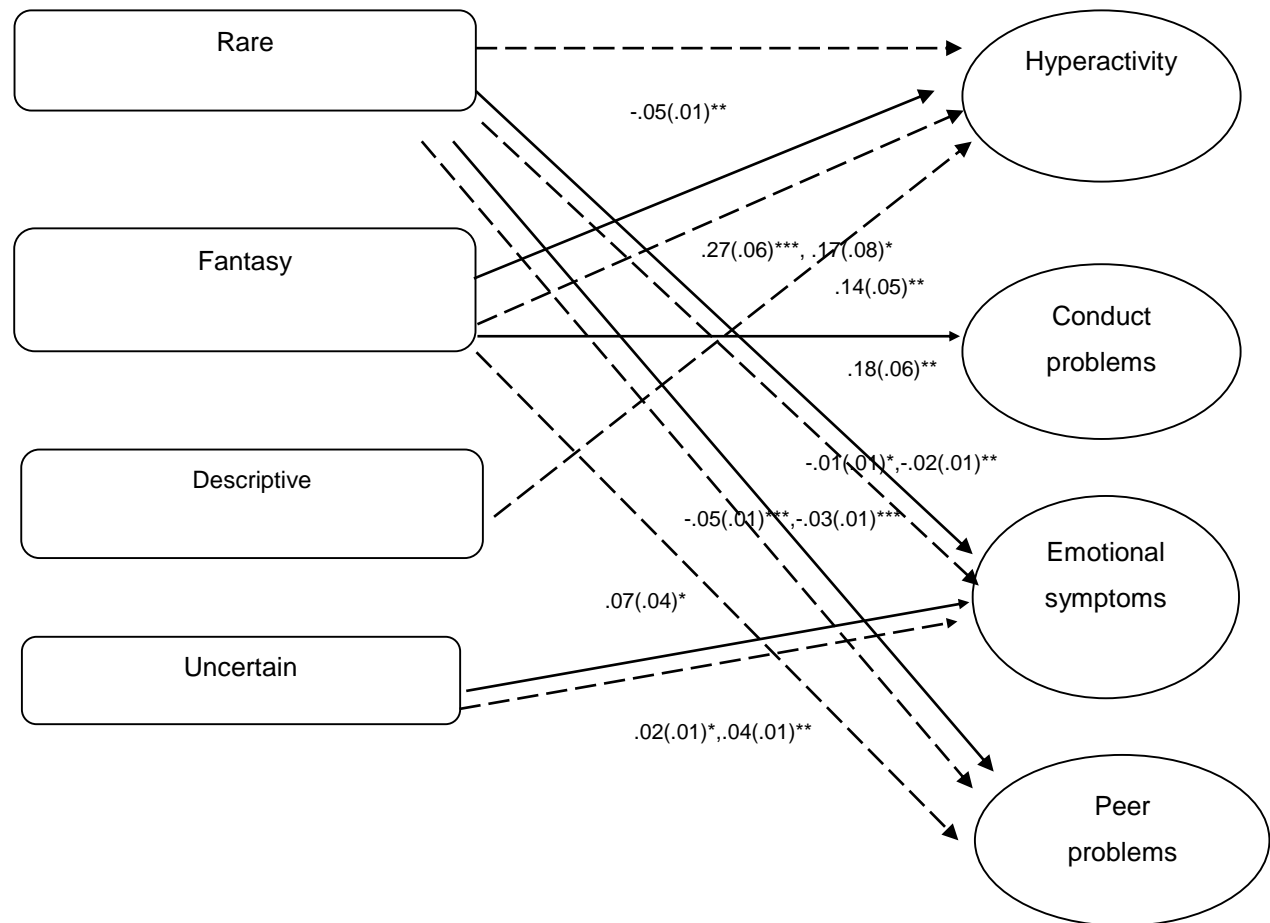 Rare
Hyperactivity
-.05(.01)**
Fantasy
.27(.06)***, .17(.08)*
.14(.05)**
Conduct
problems
.18(.06)**
Descriptive
-.01(.01)*,-.02(.01)**
-.05(.01)***,-.03(.01)***
Emotional
symptoms
.07(.04)*
Uncertain
.02(.01)*,.04(.01)**
Peer
problems